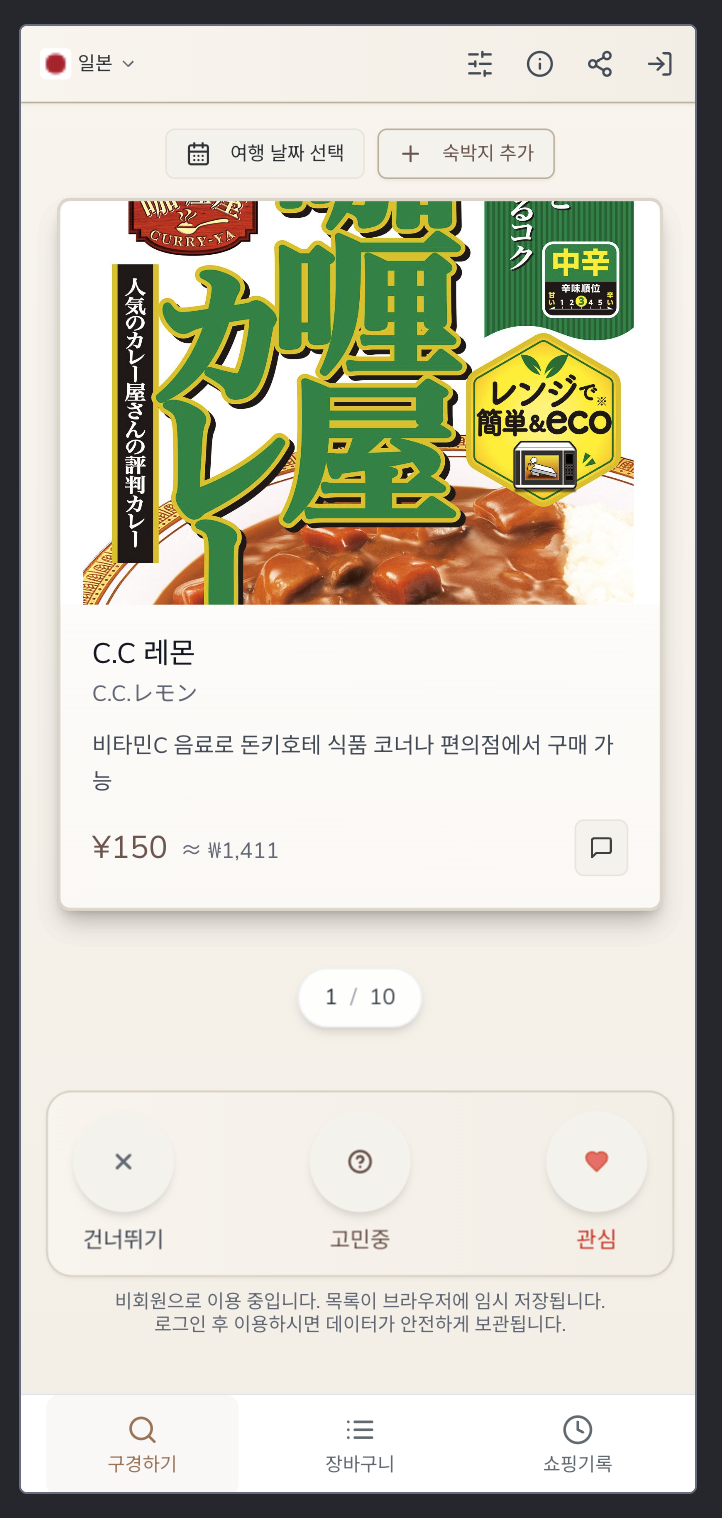 일본
여행 날짜 선택
숙박지 추가
CURRY-YA
カレー
咖喱屋
るコク
中辛
辛味順位
甘い 1 2 3 4 5 辛い
人気のカレー屋さんの評判カレー
レンジで※
簡単&eco
C.C 레몬
C.C.レモン
비타민C 음료로 돈키호테 식품 코너나 편의점에서 구매 가
능
¥150 ≈ ₩1,411
1 / 10
건너뛰기
고민중
관심
비회원으로 이용 중입니다. 목록이 브라우저에 임시 저장됩니다.
로그인 후 이용하시면 데이터가 안전하게 보관됩니다.
구경하기
장바구니
쇼핑기록